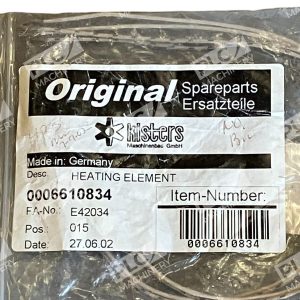 Original Spareparts
Ersatzteile
kisters
Maschinenbau GmbH
Made in: Germany
Desc. HEATING ELEMENT
0006610834 Item-Number:
FA-No.: E42034
Pos.: 015
Date: 27.06.02
0006610834